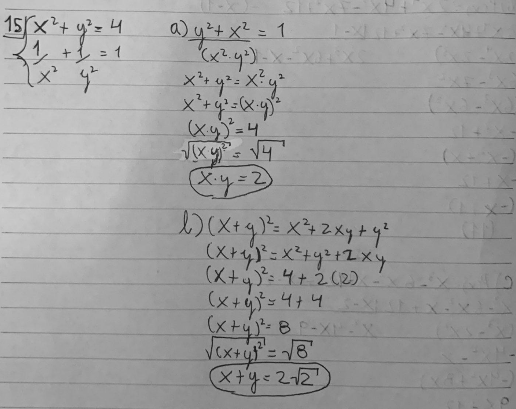 15) { x² + y² = 4
1/x² + 1/y² = 1
a) y² + x² / (x²·y²) = 1
x² + y² = x²·y²
x² + y² = (x·y)²
(x·y)² = 4
√(x·y)² = √4
x·y = 2
b) (x+y)² = x² + 2xy + y²
(x+y)² = x² + y² + 2xy
(x+y)² = 4 + 2(2)
(x+y)² = 4 + 4
(x+y)² = 8
√(x+y)² = √8
x + y = 2√2